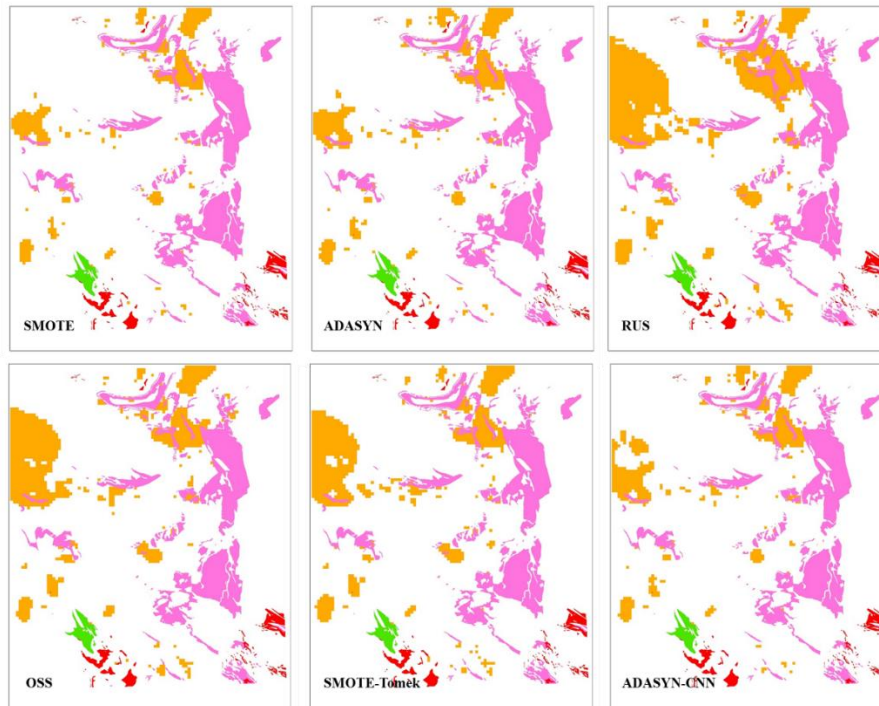 SMOTE
ADASYN
RUS
OSS
SMOTE-Tomek
ADASYN-CNN